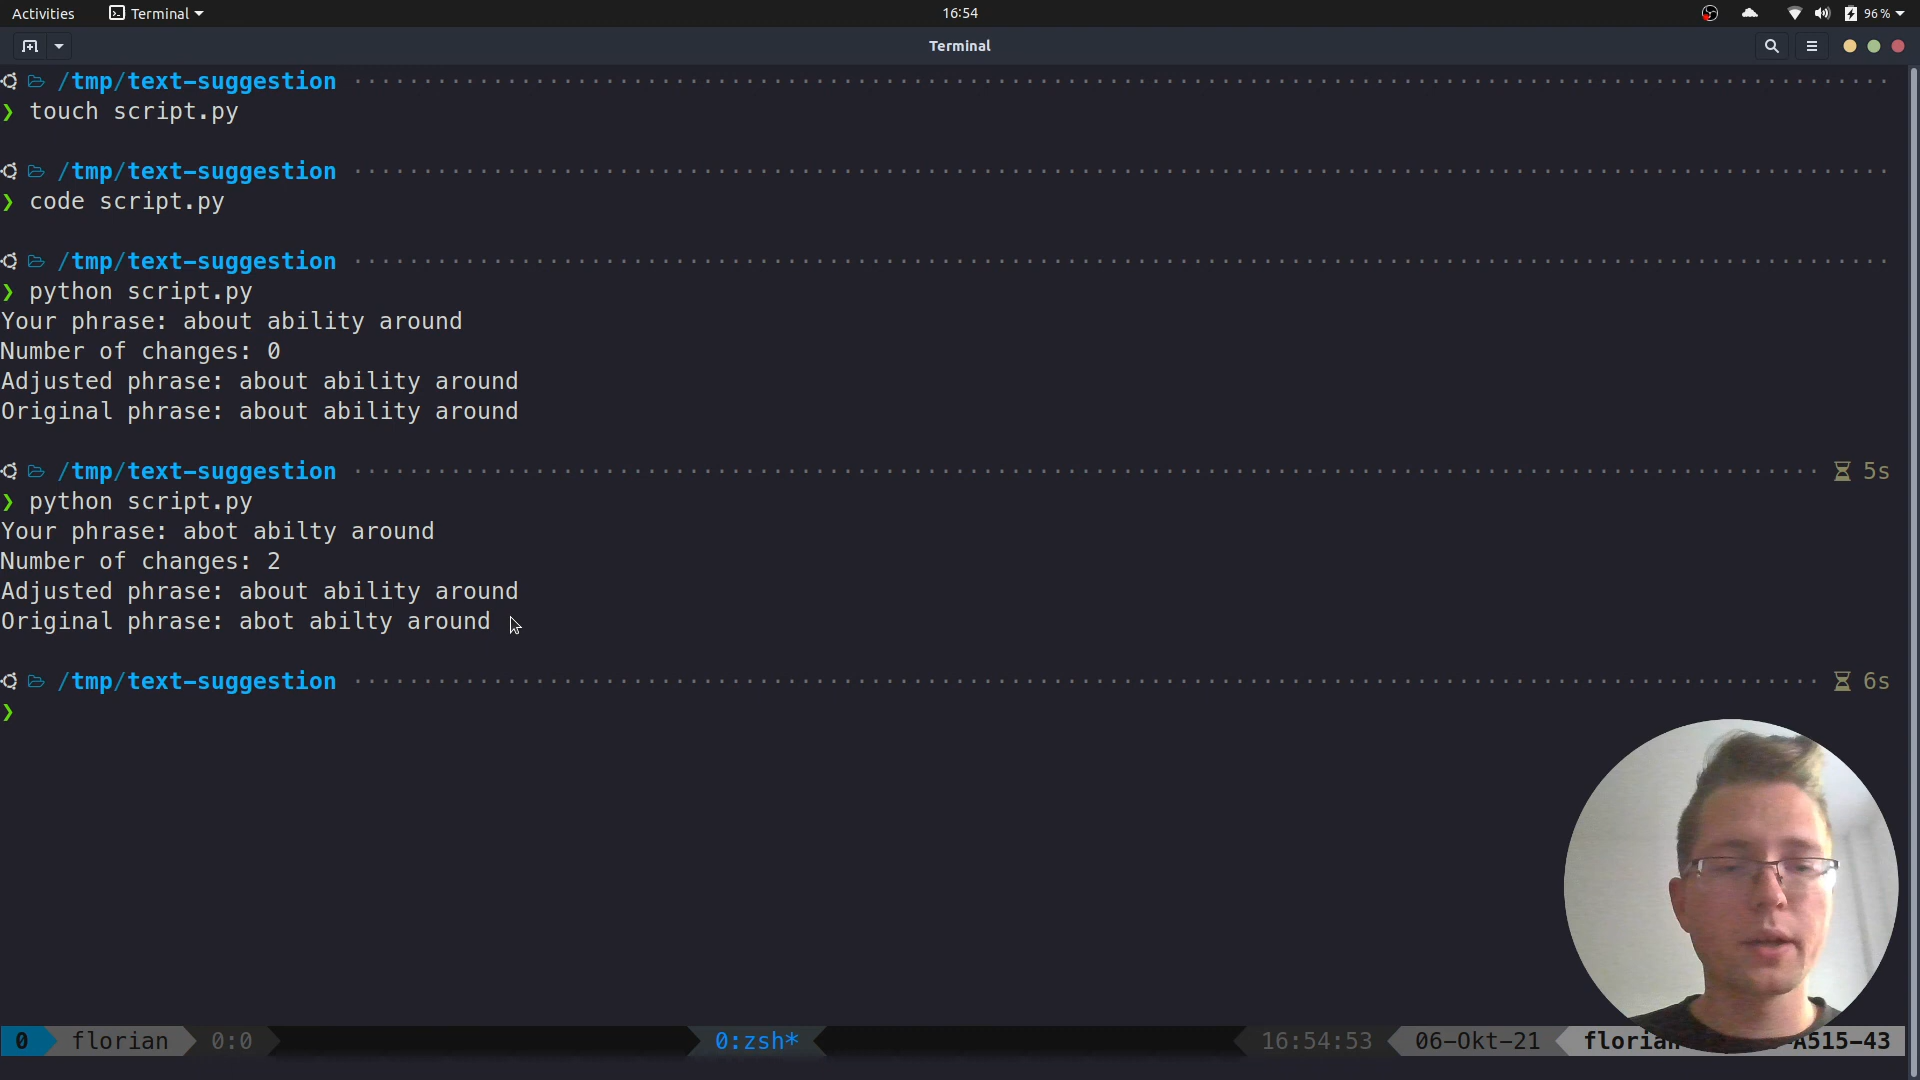 Activities Terminal 16:54 96 %
Terminal
/tmp/text-suggestion
❯ touch script.py
/tmp/text-suggestion
❯ code script.py
/tmp/text-suggestion
❯ python script.py
Your phrase: about ability around
Number of changes: 0
Adjusted phrase: about ability around
Original phrase: about ability around
/tmp/text-suggestion 5s
❯ python script.py
Your phrase: abot abilty around
Number of changes: 2
Adjusted phrase: about ability around
Original phrase: abot abilty around
/tmp/text-suggestion 6s
❯
0 florian 0:0 0:zsh* 16:54:53 06-Okt-21 floria A515-43